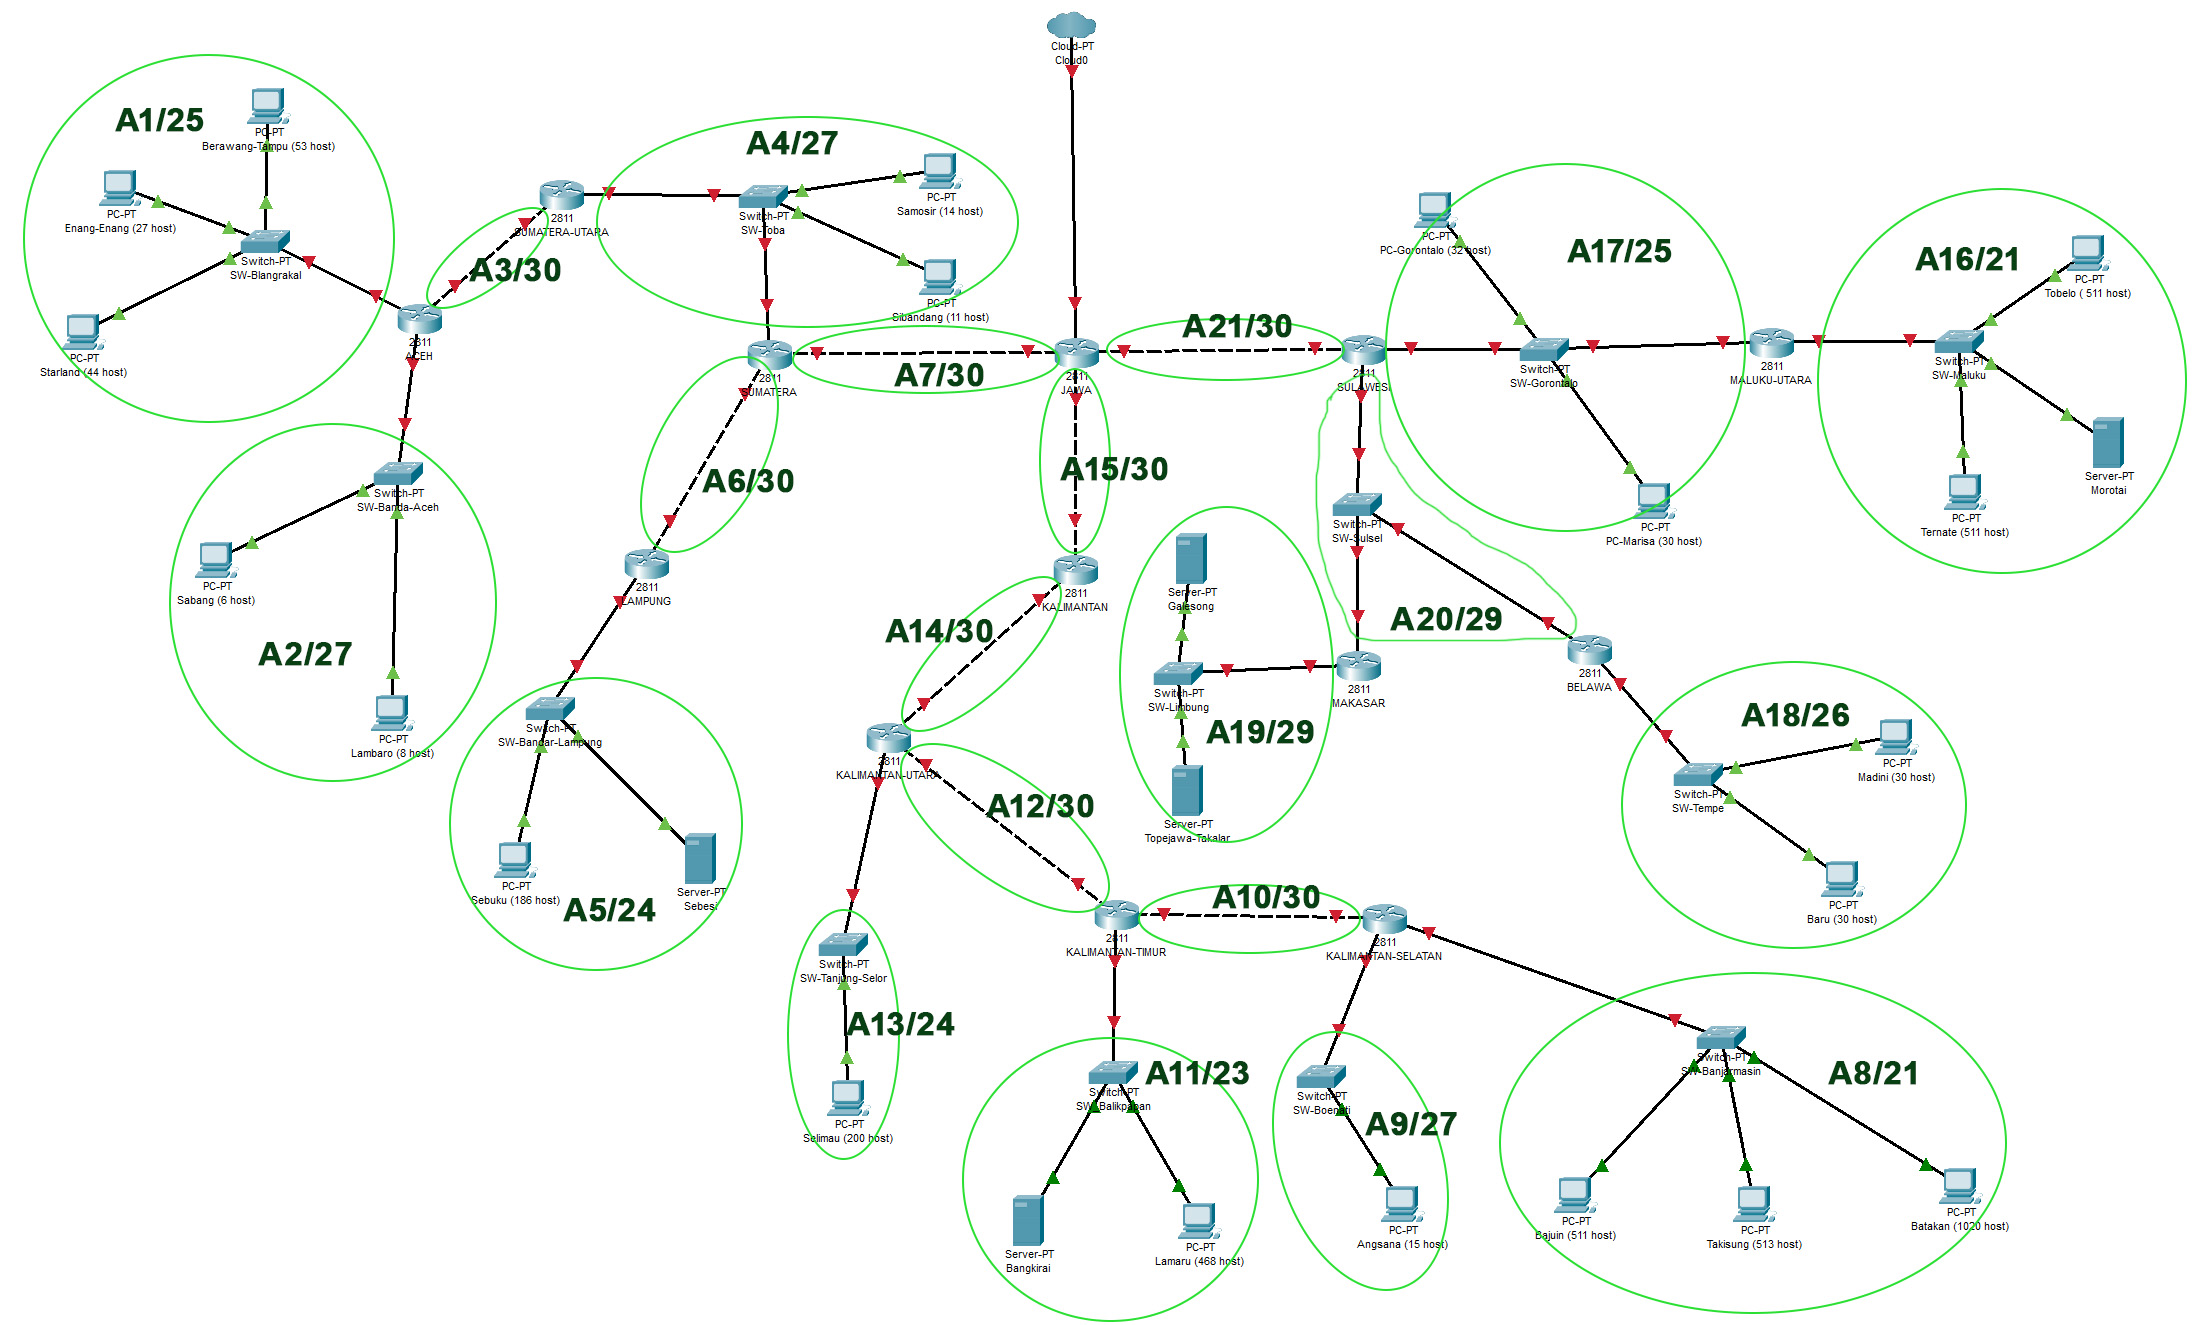 Cloud-PT
Cloud0
A1/25
PC-PT
Berawang-Tampu (53 host)
PC-PT
Enang-Enang (27 host)
Switch-PT
SW-Blangrakal
PC-PT
Starland (44 host)
2811
ACEH
A3/30
2811
SUMATERA-UTARA
A4/27
Switch-PT
SW-Toba
PC-PT
Samosir (14 host)
PC-PT
Sibandang (11 host)
2811
SUMATERA
A7/30
2811
JAWA
A21/30
2811
SULAWESI
PC-PT
PC-Gorontalo (32 host)
A17/25
Switch-PT
SW-Gorontalo
PC-PT
PC-Marisa (30 host)
2811
MALUKU-UTARA
A16/21
PC-PT
Tobelo ( 511 host)
Switch-PT
SW-Maluku
Server-PT
Morotai
PC-PT
Ternate (511 host)
Switch-PT
SW-Banda-Aceh
PC-PT
Sabang (6 host)
A2/27
PC-PT
Lambaro (8 host)
A6/30
2811
LAMPUNG
Switch-PT
SW-Bandar-Lampung
PC-PT
Sebuku (186 host)
A5/24
Server-PT
Sebesi
A15/30
2811
KALIMANTAN
A14/30
2811
KALIMANTAN-UTARA
A12/30
Switch-PT
SW-Sulsel
A20/29
Server-PT
Galesong
Switch-PT
SW-Limbung
A19/29
Server-PT
Topejawa-Takalar
2811
MAKASAR
2811
BELAWA
A18/26
Switch-PT
SW-Tempe
PC-PT
Madini (30 host)
PC-PT
Baru (30 host)
Switch-PT
SW-Tanjung-Selor
A13/24
PC-PT
Selimau (200 host)
2811
KALIMANTAN-TIMUR
A10/30
2811
KALIMANTAN-SELATAN
Switch-PT
SW-Balikpapan
A11/23
Server-PT
Bangkirai
PC-PT
Lamaru (468 host)
Switch-PT
SW-Boenati
A9/27
PC-PT
Angsana (15 host)
Switch-PT
SW-Banjarmasin
A8/21
PC-PT
Bajuin (511 host)
PC-PT
Takisung (513 host)
PC-PT
Batakan (1020 host)